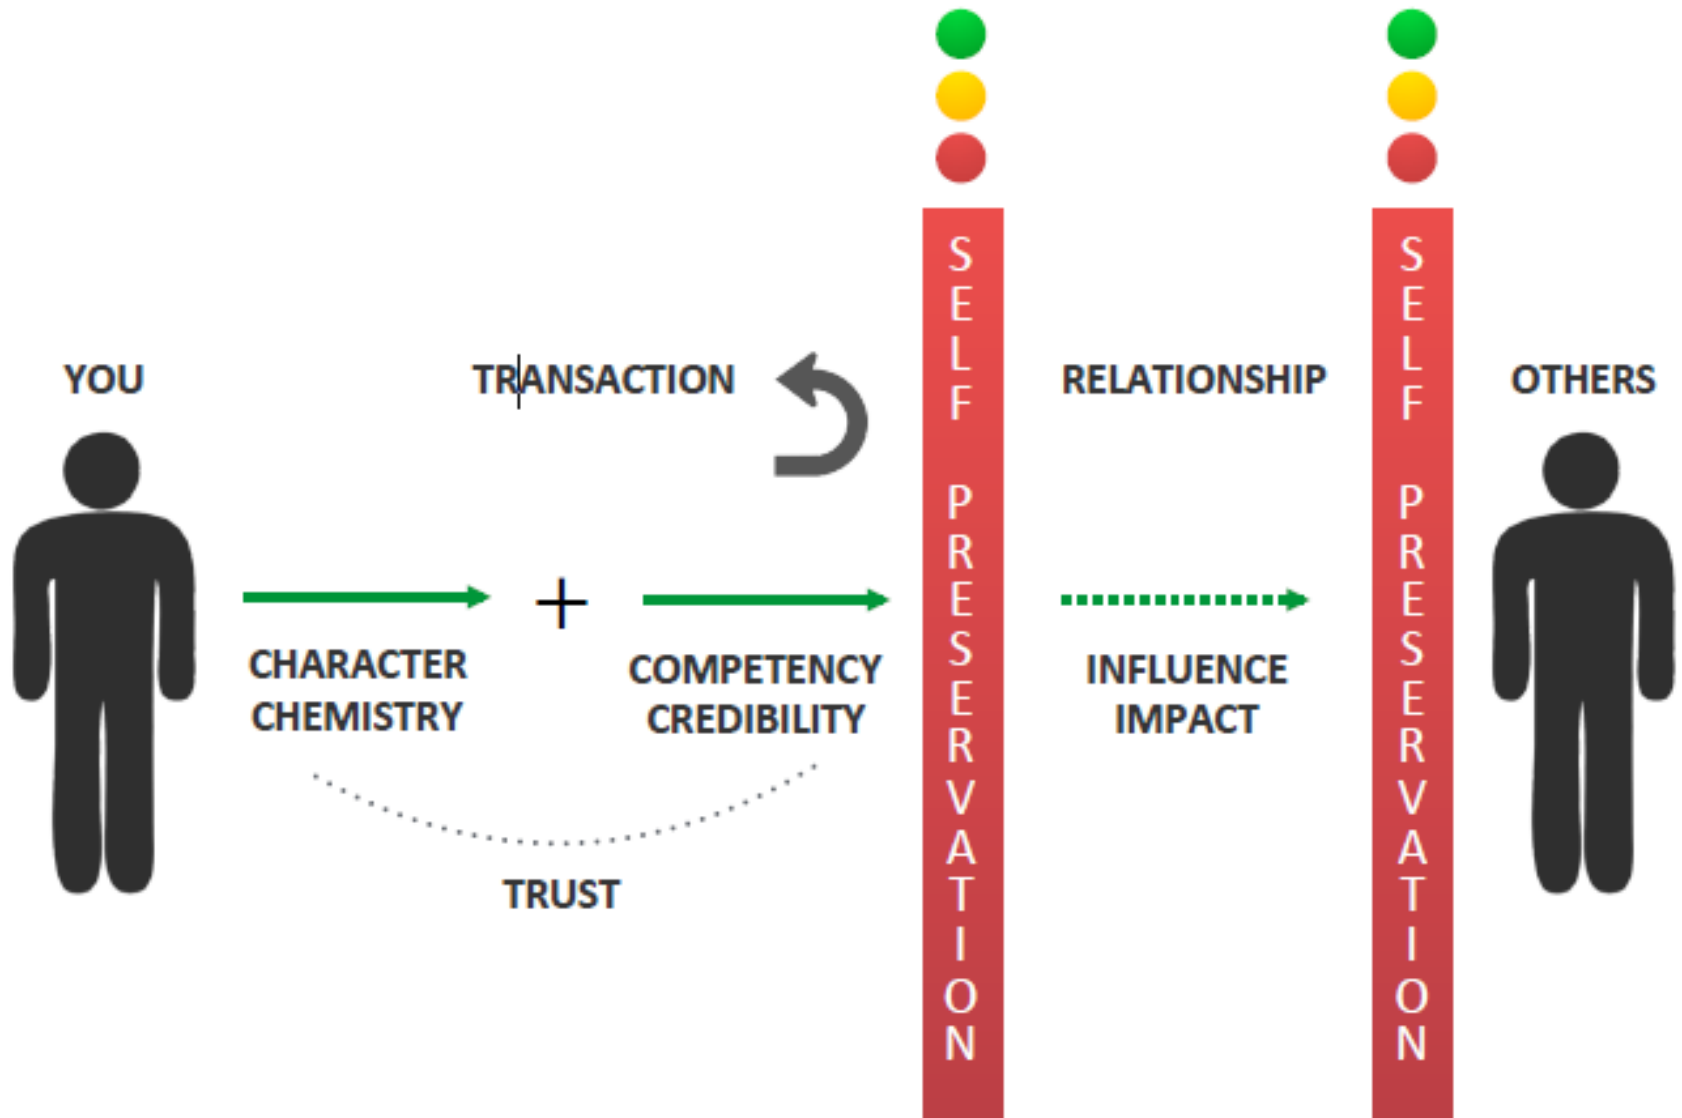 YOU
TRANSACTION
RELATIONSHIP
OTHERS
CHARACTER
CHEMISTRY
+
COMPETENCY
CREDIBILITY
INFLUENCE
IMPACT
TRUST
SELF PRESERVATION
SELF PRESERVATION